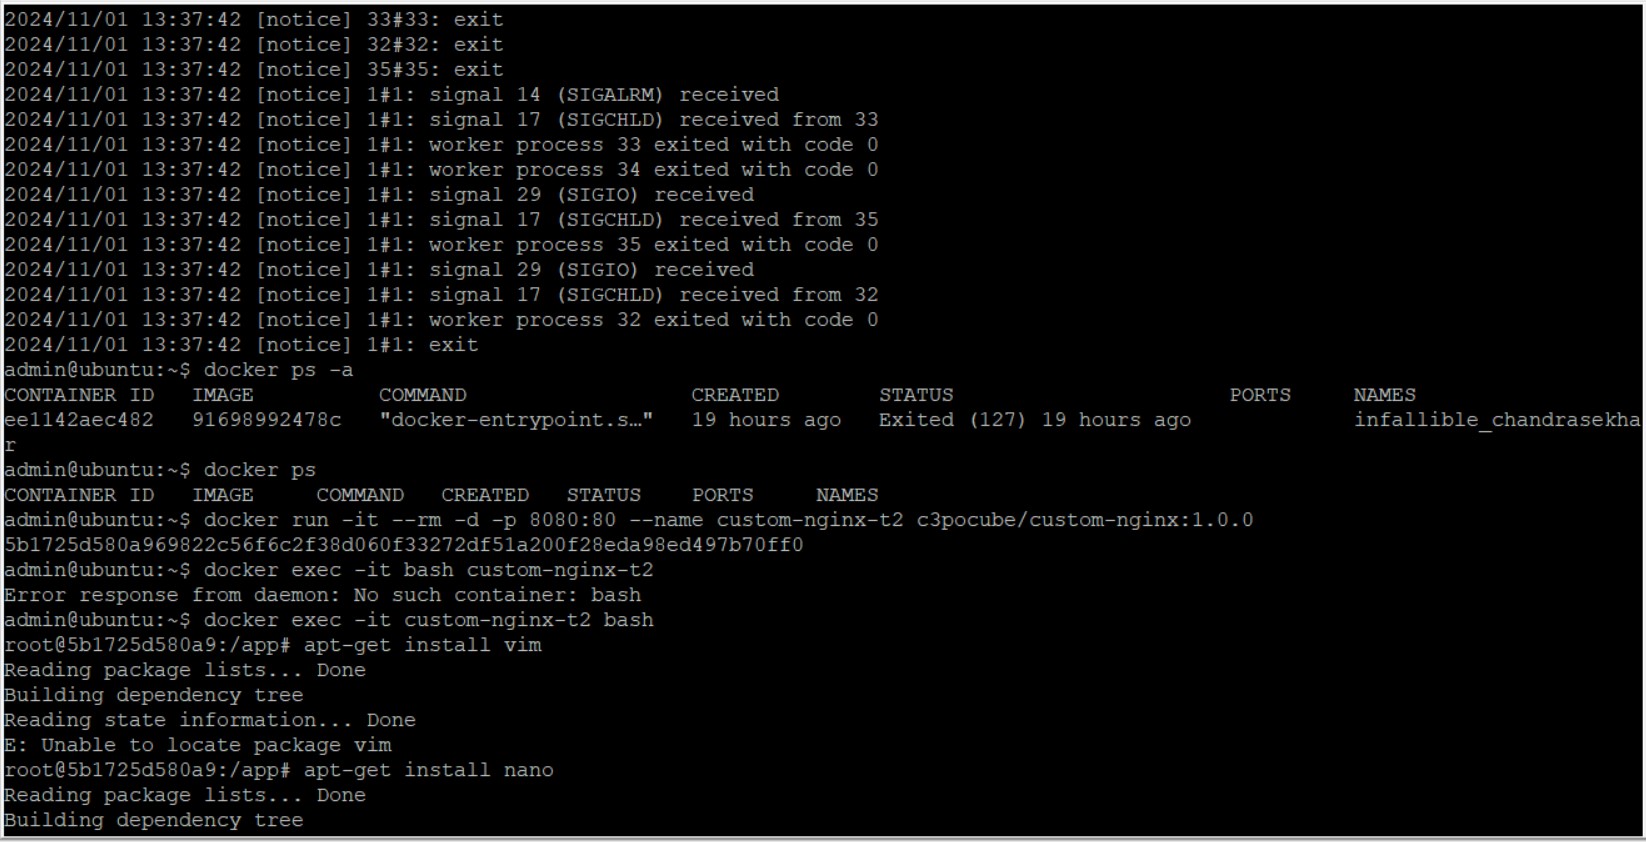 2024/11/01 13:37:42 [notice] 33#33: exit
2024/11/01 13:37:42 [notice] 32#32: exit
2024/11/01 13:37:42 [notice] 35#35: exit
2024/11/01 13:37:42 [notice] 1#1: signal 14 (SIGALRM) received
2024/11/01 13:37:42 [notice] 1#1: signal 17 (SIGCHLD) received from 33
2024/11/01 13:37:42 [notice] 1#1: worker process 33 exited with code 0
2024/11/01 13:37:42 [notice] 1#1: worker process 34 exited with code 0
2024/11/01 13:37:42 [notice] 1#1: signal 29 (SIGIO) received
2024/11/01 13:37:42 [notice] 1#1: signal 17 (SIGCHLD) received from 35
2024/11/01 13:37:42 [notice] 1#1: worker process 35 exited with code 0
2024/11/01 13:37:42 [notice] 1#1: signal 29 (SIGIO) received
2024/11/01 13:37:42 [notice] 1#1: signal 17 (SIGCHLD) received from 32
2024/11/01 13:37:42 [notice] 1#1: worker process 32 exited with code 0
2024/11/01 13:37:42 [notice] 1#1: exit
admin@ubuntu:~$ docker ps -a
CONTAINER ID   IMAGE          COMMAND                  CREATED        STATUS                      PORTS     NAMES
ee1142aec482   91698992478c   "docker-entrypoint.s…"   19 hours ago   Exited (127) 19 hours ago             infallible_chandrasekha
r
admin@ubuntu:~$ docker ps
CONTAINER ID   IMAGE     COMMAND   CREATED   STATUS   PORTS     NAMES
admin@ubuntu:~$ docker run -it --rm -d -p 8080:80 --name custom-nginx-t2 c3pocube/custom-nginx:1.0.0
5b1725d580a969822c56f6c2f38d060f33272df51a200f28eda98ed497b70ff0
admin@ubuntu:~$ docker exec -it bash custom-nginx-t2
Error response from daemon: No such container: bash
admin@ubuntu:~$ docker exec -it custom-nginx-t2 bash
root@5b1725d580a9:/app# apt-get install vim
Reading package lists... Done
Building dependency tree
Reading state information... Done
E: Unable to locate package vim
root@5b1725d580a9:/app# apt-get install nano
Reading package lists... Done
Building dependency tree